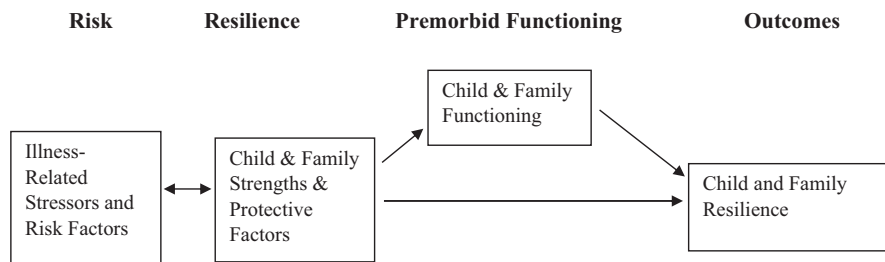 Risk
Resilience
Premorbid Functioning
Outcomes
Child & Family
Functioning
Illness-
Related
Stressors and
Risk Factors
Child & Family
Strengths &
Protective
Factors
Child and Family
Resilience